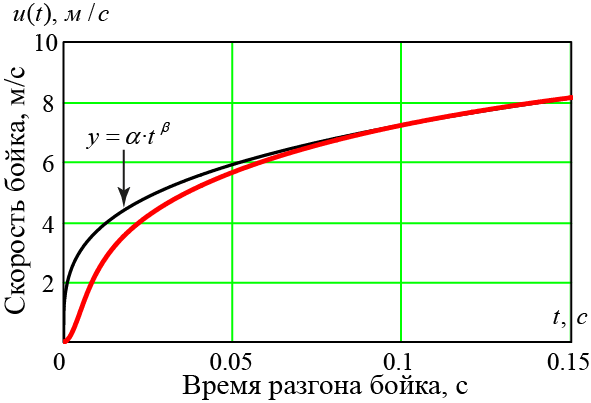 u(t), м / с
10
8
6
4
2
0
0.05
0.1
0.15
y = α·t β
t, c
Скорость бойка, м/с
Время разгона бойка, с